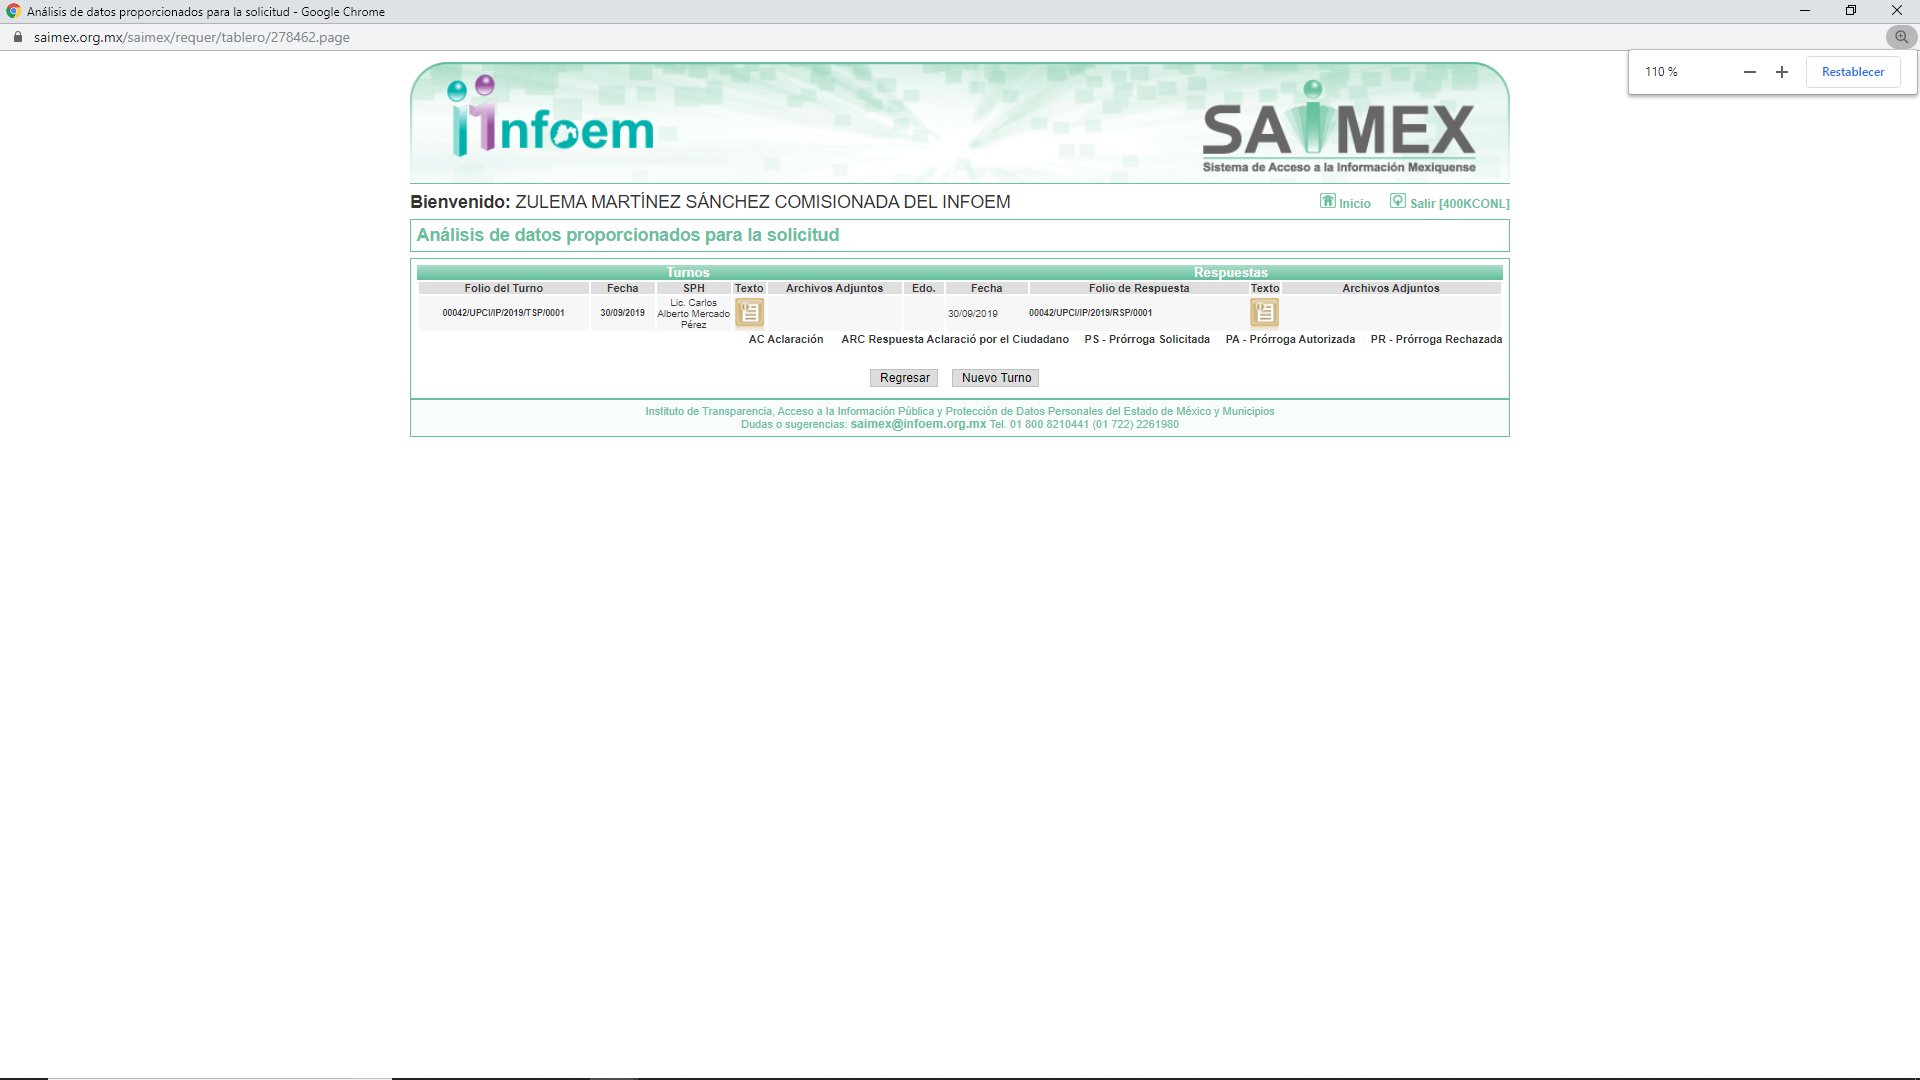 Análisis de datos proporcionados para la solicitud - Google Chrome
saimex.org.mx/saimex/requer/tablero/278462.page
110 %
Restablecer
infoem
SAIMEX
Sistema de Acceso a la Información Mexiquense
Bienvenido: ZULEMA MARTÍNEZ SÁNCHEZ COMISIONADA DEL INFOEM
Inicio Salir [400KCONL]
Análisis de datos proporcionados para la solicitud
Turnos Respuestas
Folio del Turno Fecha SPH Texto Archivos Adjuntos Edo. Fecha Folio de Respuesta Texto Archivos Adjuntos
00042/UPCI/IP/2019/TSP/0001 30/09/2019 Lic. Carlos Alberto Mercado Pérez 30/09/2019 00042/UPCI/IP/2019/RSP/0001
AC Aclaración ARC Respuesta Aclaració por el Ciudadano PS - Prórroga Solicitada PA - Prórroga Autorizada PR - Prórroga Rechazada
Regresar Nuevo Turno
Instituto de Transparencia, Acceso a la Información Pública y Protección de Datos Personales del Estado de México y Municipios
Dudas o sugerencias: saimex@infoem.org.mx Tel. 01 800 8210441 (01 722) 2261980